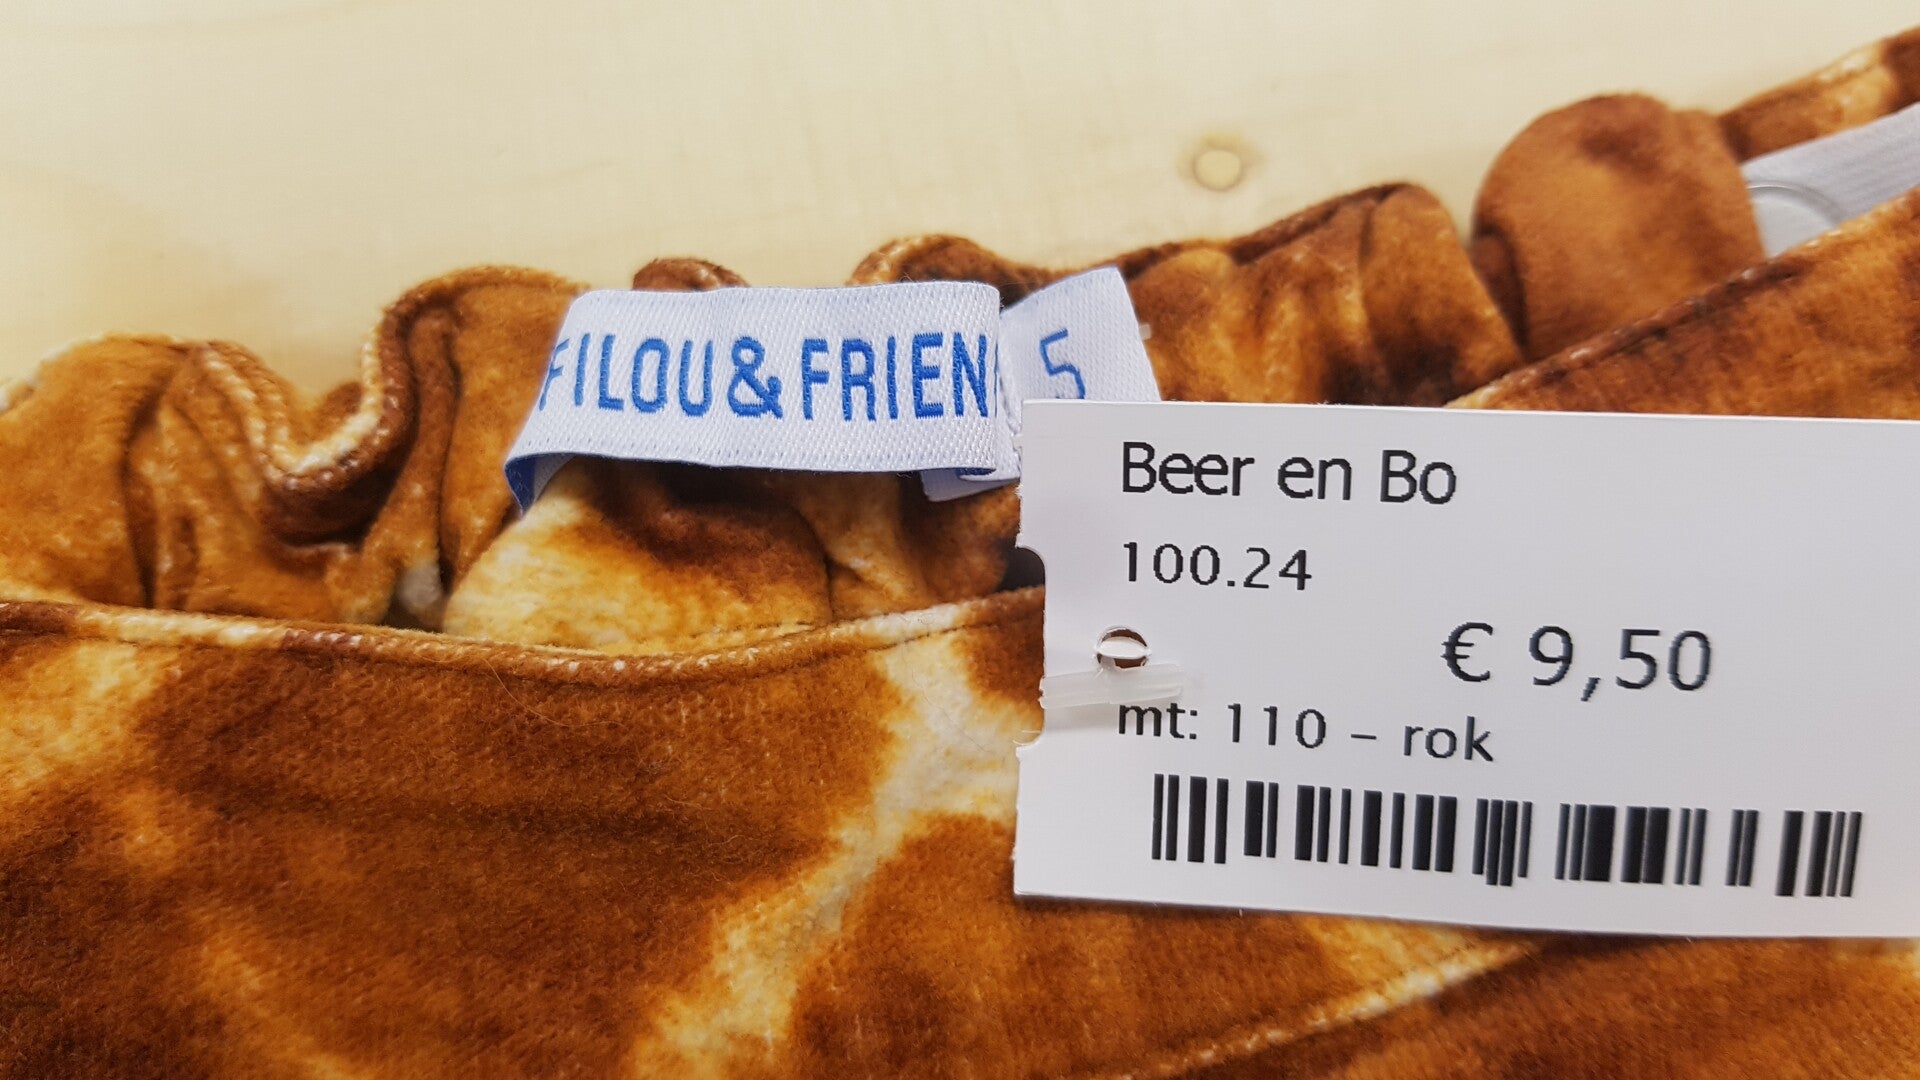 FILOU & FRIEN
5
Beer en Bo
100.24
€ 9,50
mt: 110 – rok